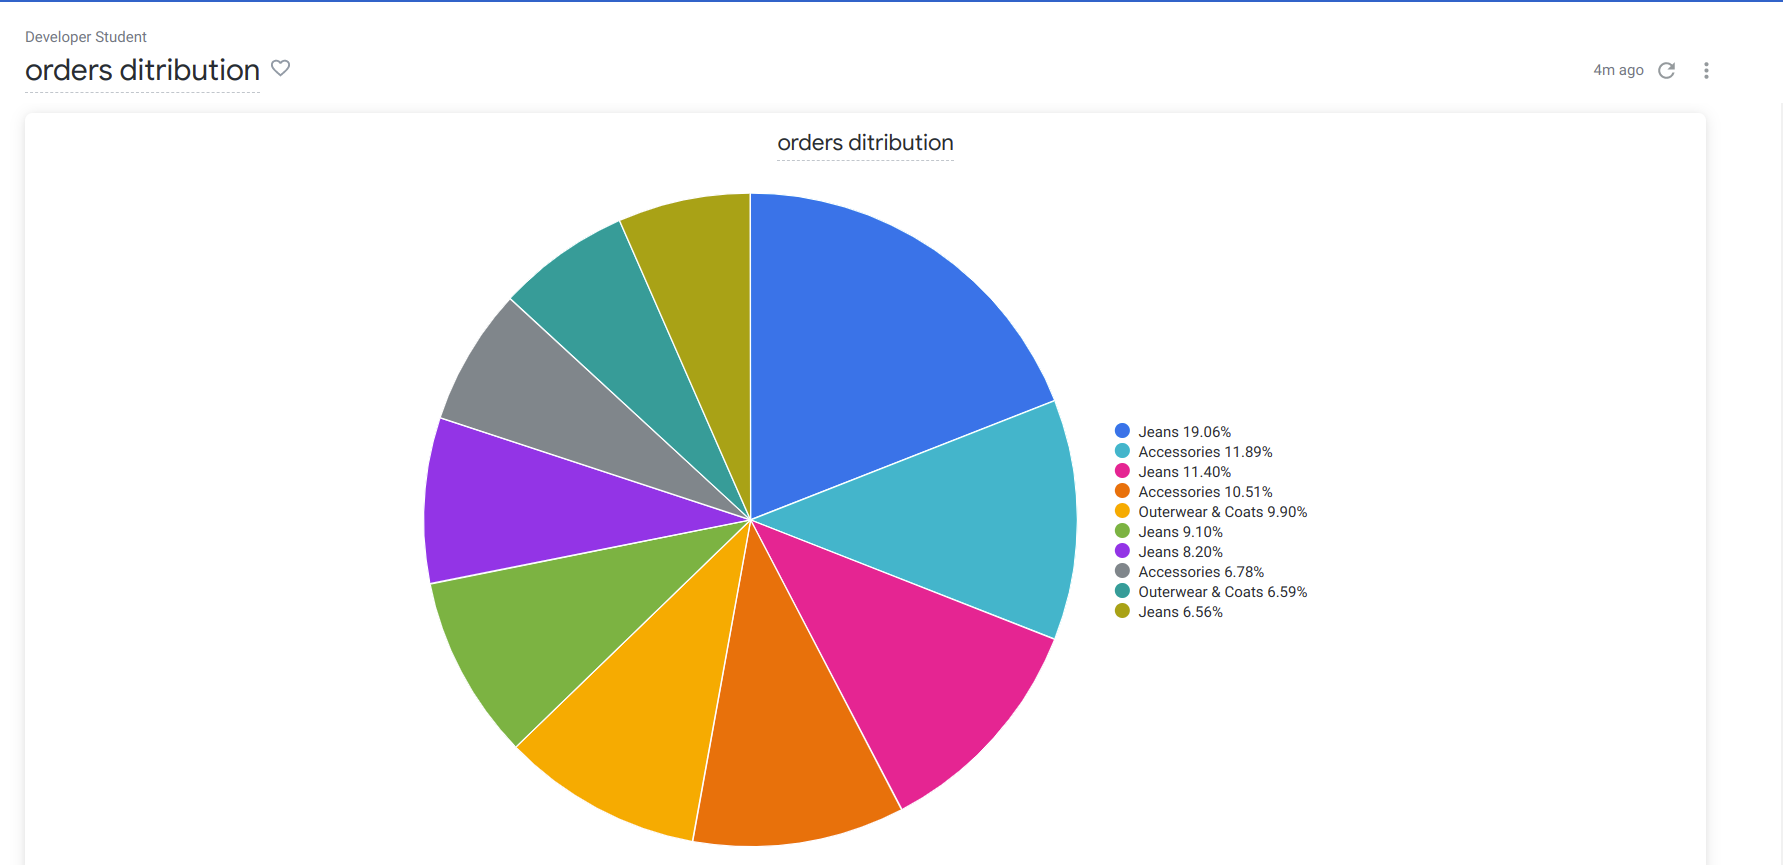 Developer Student
orders ditribution
4m ago
orders ditribution
Jeans 19.06%
Accessories 11.89%
Jeans 11.40%
Accessories 10.51%
Outerwear & Coats 9.90%
Jeans 9.10%
Jeans 8.20%
Accessories 6.78%
Outerwear & Coats 6.59%
Jeans 6.56%